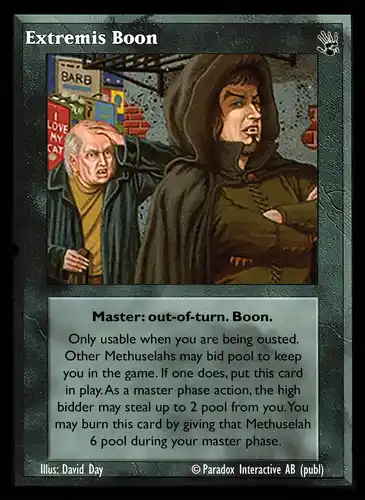 Extremis Boon
BARB
I
LOVE
MY
CAT
Master: out-of-turn. Boon.
Only usable when you are being ousted.
Other Methuselahs may bid pool to keep
you in the game. If one does, put this card
in play. As a master phase action, the high
bidder may steal up to 2 pool from you. You
may burn this card by giving that Methuselah
6 pool during your master phase.
Illus: David Day © Paradox Interactive AB (publ)